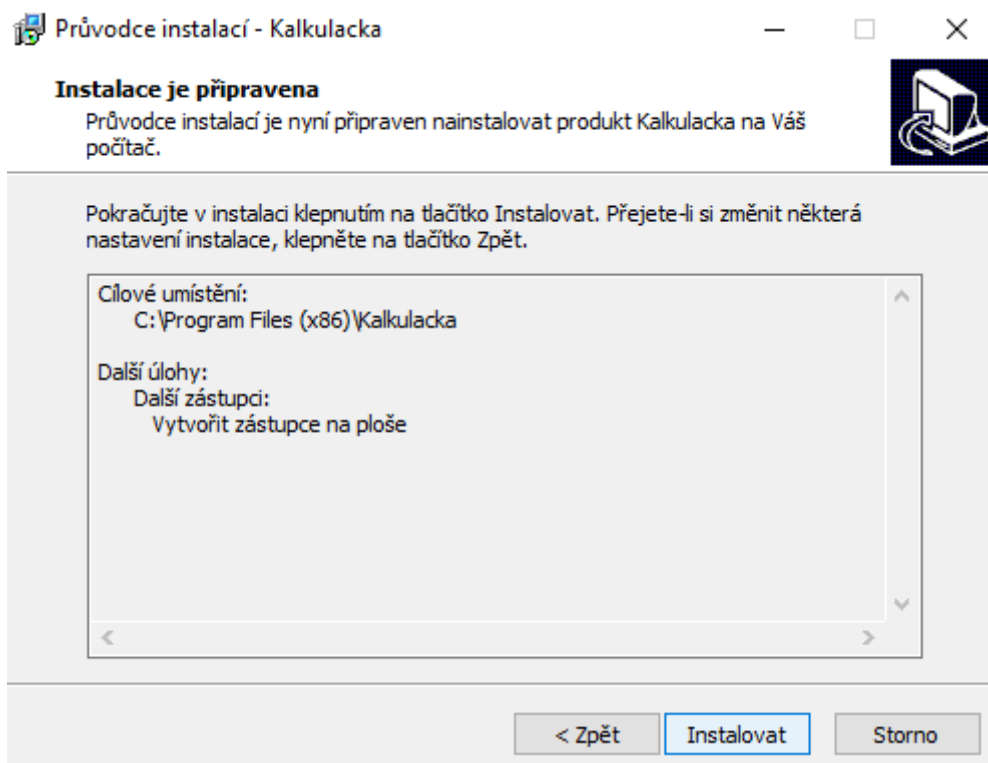 Průvodce instalací - Kalkulacka
Instalace je připravena
Průvodce instalací je nyní připraven nainstalovat produkt Kalkulacka na Váš
počítač.
Pokračujte v instalaci klepnutím na tlačítko Instalovat. Přejete-li si změnit některá
nastavení instalace, klepněte na tlačítko Zpět.
Cílové umístění:
C:\Program Files (x86)\Kalkulacka
Další úlohy:
Další zástupci:
Vytvořit zástupce na ploše
< Zpět
Instalovat
Storno